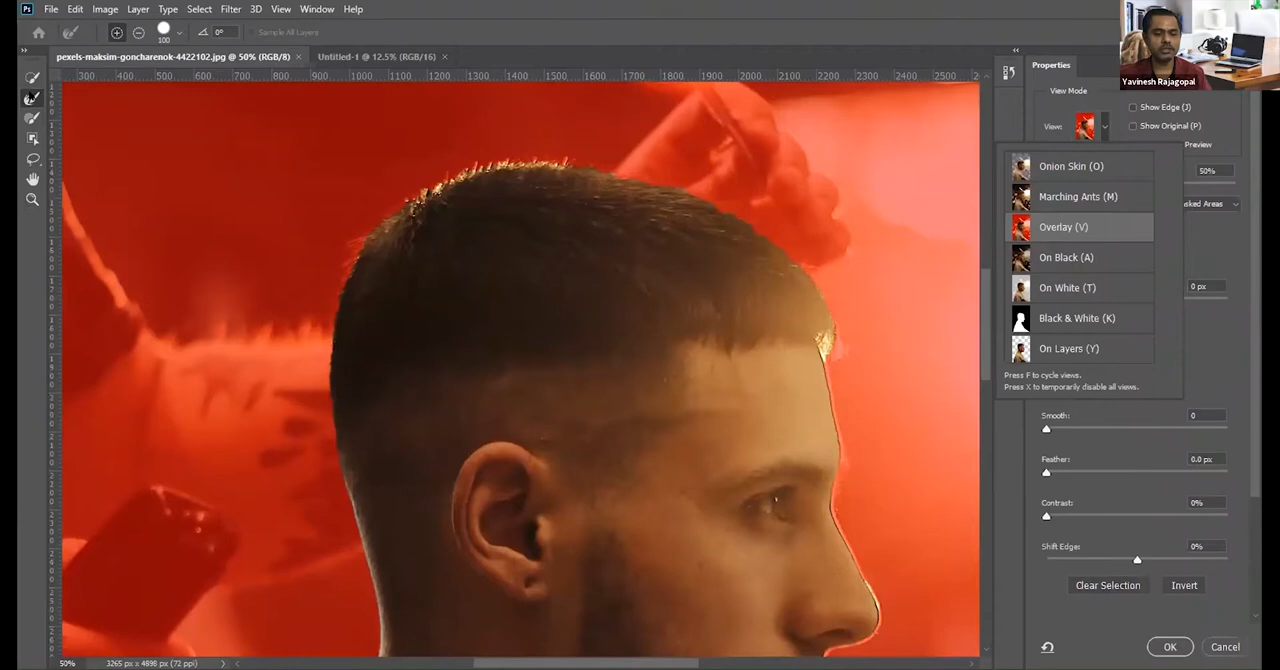 Ps File Edit Image Layer Type Select Filter 3D View Window Help
100 0° Sample All Layers
pexels-maksim-goncharenok-4422102.jpg @ 50% (RGB/8) × Untitled-1 @ 12.5% (RGB/16) ×
300 400 500 600 700 800 900 1000 1100 1200 1300 1400 1500 1600 1700 1800 1900 2000 2100 2200 2300 2400 2500
Yavinesh Rajagopal
Properties
View Mode
Show Edge (J)
View:
Show Original (P)
Preview
Onion Skin (O)
50%
Marching Ants (M)
asked Areas
Overlay (V)
On Black (A)
On White (T)
0 px
Black & White (K)
On Layers (Y)
Press F to cycle views.
Press X to temporarily disable all views.
Smooth: 0
Feather: 0.0 px
Contrast: 0%
Shift Edge: 0%
Clear Selection Invert
OK Cancel
50% 3265 px x 4898 px (72 ppi)